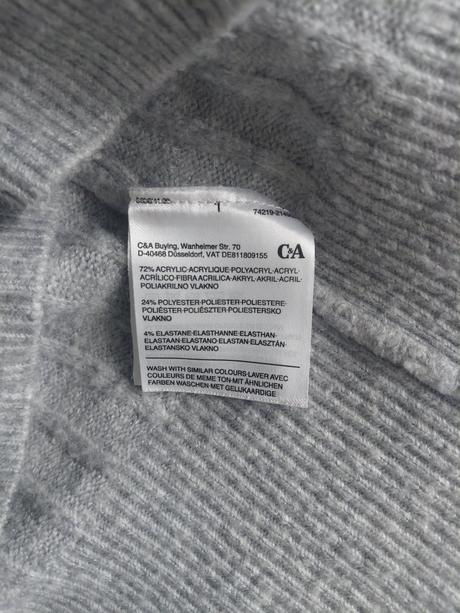 C&A Buying, Wanheimer Str. 70
D-40468 Düsseldorf, VAT DE811809155
C&A
72% ACRYLIC·ACRYLIQUE·POLYACRYL·ACRYL·
ACRÍLICO·FIBRA ACRILICA·AKRYL·AKRIL·ACRIL·
POLIAKRILNO VLAKNO
24% POLYESTER·POLIESTER·POLIESTERE·
POLIÉSTER·POLIÉSZTER·POLIESTERSKO
VLAKNO
4% ELASTANE·ELASTHANNE·ELASTHAN·
ELASTAAN·ELASTANO·ELASTAN·ELASZTÁN·
ELASTANSKO VLAKNO
WASH WITH SIMILAR COLOURS·LAVER AVEC
COULEURS DE MEME TON·MIT ÄHNLICHEN
FARBEN WASCHEN·MET GELIJKAARDIGE